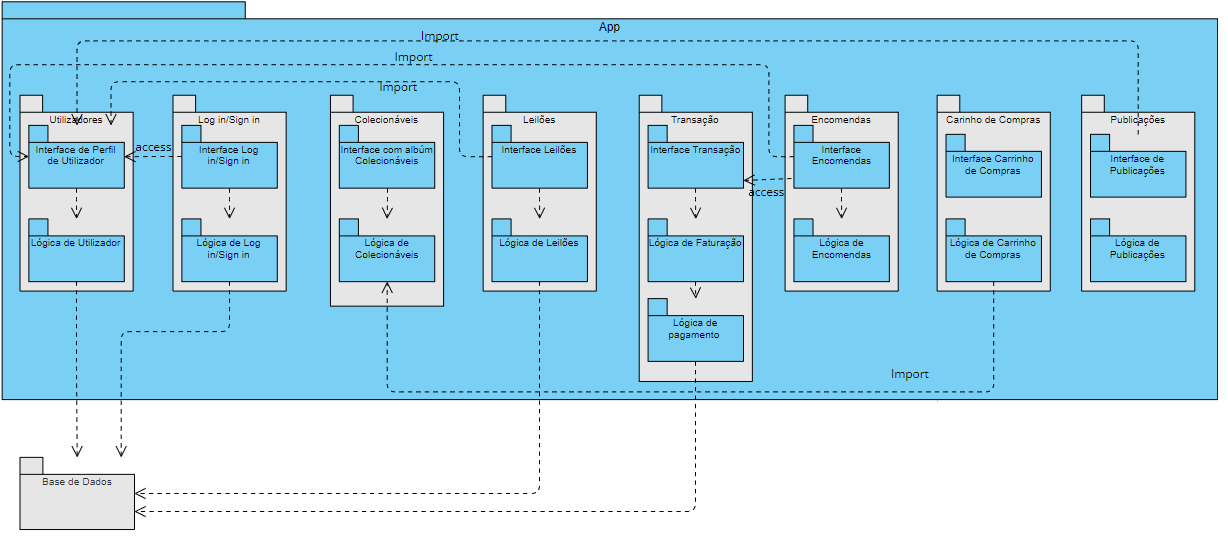 App
Import
Import
Import
Utilizadores
Log in/Sign in
Colecionáveis
Leilões
Transação
Encomendas
Carinho de Compras
Publicações
Interface de Perfil
de Utilizador
access
Interface Log
in/Sign in
Interface com albúm
Colecionáveis
Interface Leilões
Interface Transação
Interface
Encomendas
Interface Carrinho
de Compras
Interface de
Publicações
access
Lógica de Utilizador
Lógica de Log
in/Sign in
Lógica de
Colecionáveis
Lógica de Leilões
Lógica de Faturação
Lógica de
Encomendas
Lógica de Carrinho
de Compras
Lógica de
Publicações
Lógica de
pagamento
Import
Base de Dados